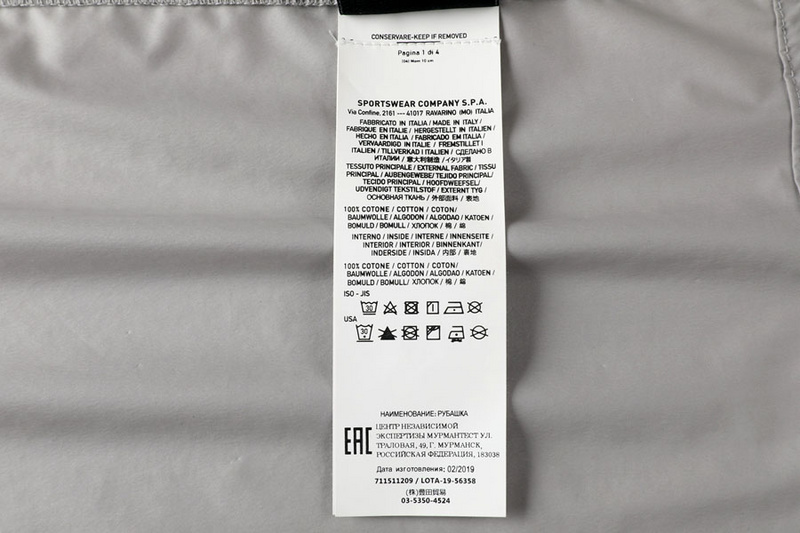 CONSERVARE-KEEP IF REMOVED
Pagina 1 di 4
SPORTSWEAR COMPANY S.P.A.
Via Confine, 2161 --- 41017 RAVARINO (MO) ITALIA
FABBRICATO IN ITALIA / MADE IN ITALY /
FABRIQUE EN ITALIE / HERGESTELLT IN ITALIEN /
HECHO EN ITALIA / FABRICADO EM ITALIA /
VERVAARDIGD IN ITALIE / FREMSTILLET I
ITALIEN / TILLVERKAD I ITALIEN / СДЕЛАНО В
ИТАЛИИ / 意大利制造 / イタリア製
TESSUTO PRINCIPALE / EXTERNAL FABRIC / TISSU
PRINCIPAL / AUBENGEWEBE / TEJIDO PRINCIPAL/
TECIDO PRINCIPAL / HOOFDWEEFSEL/
UDVENDIGT TEKSTILSTOF / EXTERNT TYG /
ОСНОВНАЯ ТКАНЬ / 外部面料 / 表地
100% COTONE / COTTON / COTON/
BAUMWOLLE / ALGODON / ALGODAO / KATOEN /
BOMULD / BOMULL / ХЛОПОК / 棉 / 綿
INTERNO / INSIDE / INTERNE / INNENSEITE /
INTERIOR / INTERIOR / BINNENKANT/
INDERSIDE / INSIDA / 内部 / 裏地
100% COTONE / COTTON / COTON/
BAUMWOLLE / ALGODON / ALGODAO / KATOEN /
BOMULD / BOMULL/ ХЛОПОК / 棉 / 綿
ISO - JIS
30
USA
30
НАИМЕНОВАНИЕ: РУБАШКА
EAC
ЦЕНТР НЕЗАВИСИМОЙ
ЭКСПЕРТИЗЫ МУРМАНТЕСТ УЛ.
ТРАЛОВАЯ, 49, Г. МУРМАНСК,
РОССИЙСКАЯ ФЕДЕРАЦИЯ, 183038
Дата изготовления: 02/2019
711511209 / LOTA-19-56358
(株)豊田貿易
03-5350-4524